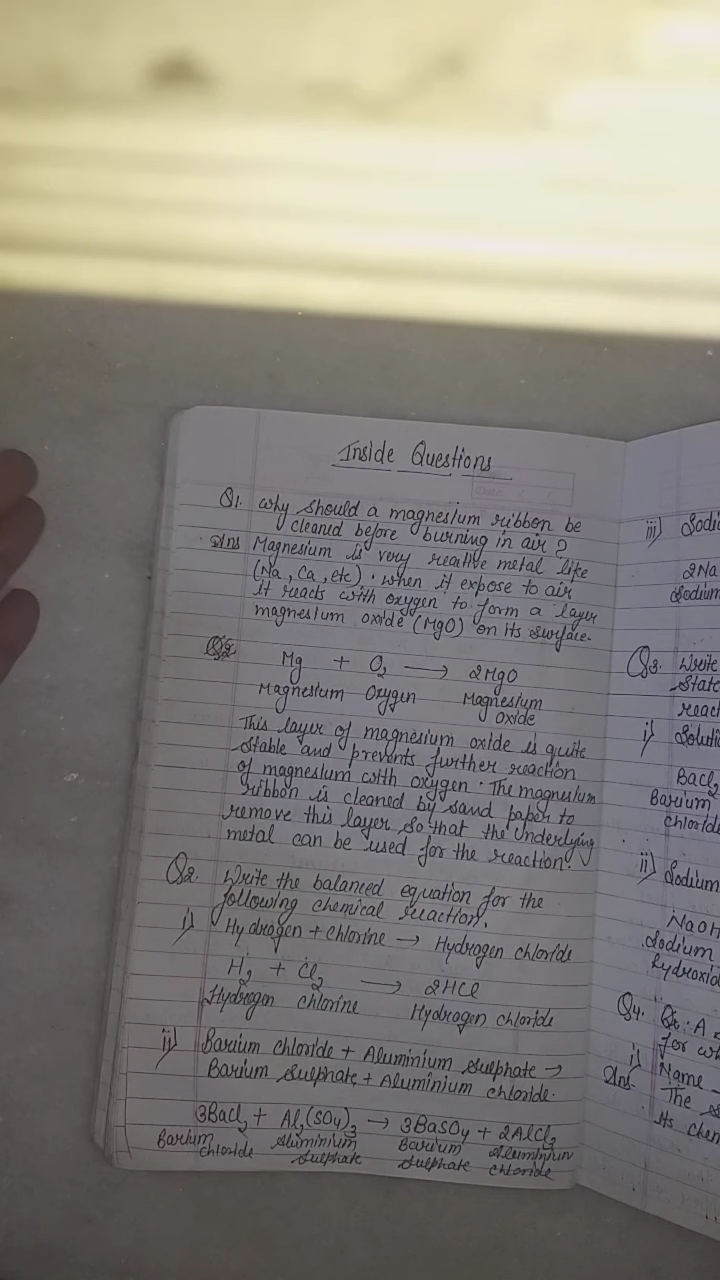 Inside Questions
Q1. why should a magnesium ribbon be
cleaned before burning in air?
Ans Magnesium is very reative metal like
(Na, Ca, etc). when it expose to air
it reacts with oxygen to form a layer
magnesium oxide (MgO) on its surface.
Mg + O₂ ⟶ 2MgO
Magnesium Oxygen Magnesium
oxide
This layer of magnesium oxide is quite
stable and prevents further reaction
of magnesium with oxygen. The magnesium
ribbon is cleaned by sand paper to
remove this layer so that the underlying
metal can be used for the reaction.
Q2. Write the balanced equation for the
following chemical reaction.
i) Hydrogen + chlorine → Hydrogen chloride
H₂ + Cl₂ ⟶ 2HCl
Hydrogen chlorine Hydrogen chloride
ii) Barium chloride + Aluminium sulphate →
Barium sulphate + Aluminium chloride.
3BaCl₂ + Al₂(SO₄)₃ → 3BaSO₄ + 2AlCl₃
Barium Aluminium Barium Aluminium
chloride sulphate sulphate chloride
iii) Sodi
2Na
Sodium
Q3. Write
State
react
i) Soluti
BaCl₂
Barium
chloride
ii) Sodium
NaOH
Sodium
hydroxid
Q4. A
for wh
i) Name
Ans. The s
Its chem